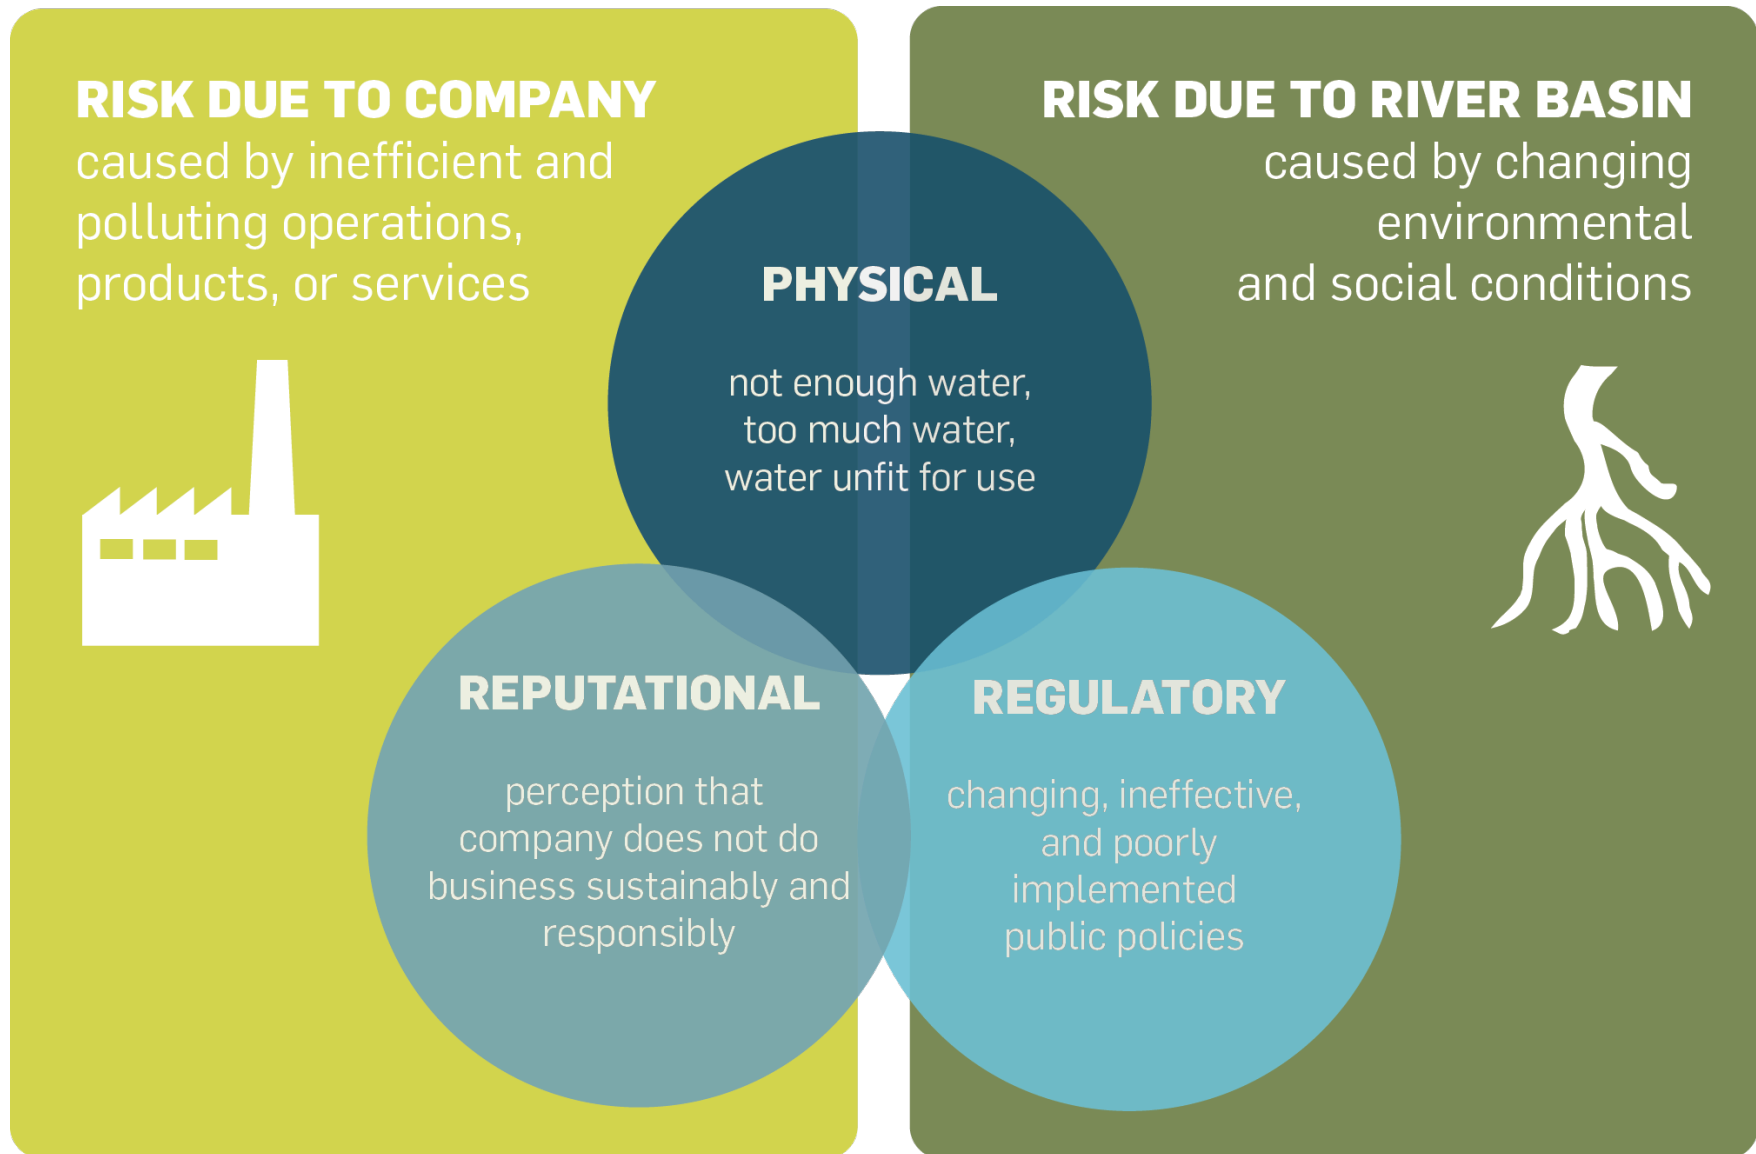 RISK DUE TO COMPANY
caused by inefficient and
polluting operations,
products, or services
RISK DUE TO RIVER BASIN
caused by changing
environmental
and social conditions
PHYSICAL
not enough water,
too much water,
water unfit for use
REPUTATIONAL
perception that
company does not do
business sustainably and
responsibly
REGULATORY
changing, ineffective,
and poorly
implemented
public policies